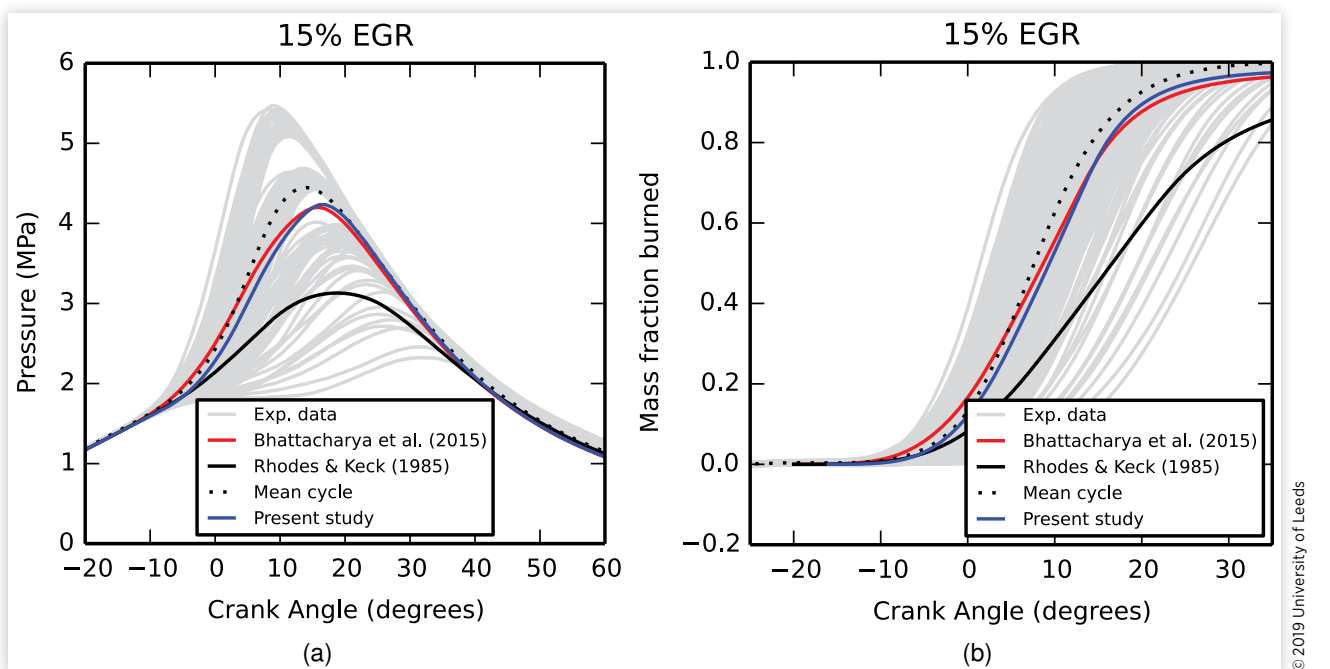 15% EGR
6
5
4
3
2
1
0
Pressure (MPa)
Exp. data
Bhattacharya et al. (2015)
Rhodes & Keck (1985)
Mean cycle
Present study
−20 −10 0 10 20 30 40 50 60
Crank Angle (degrees)
(a)
15% EGR
1.0
0.8
0.6
0.4
0.2
0.0
−0.2
Mass fraction burned
Exp. data
Bhattacharya et al. (2015)
Rhodes & Keck (1985)
Mean cycle
Present study
−20 −10 0 10 20 30
Crank Angle (degrees)
(b)
© 2019 University of Leeds